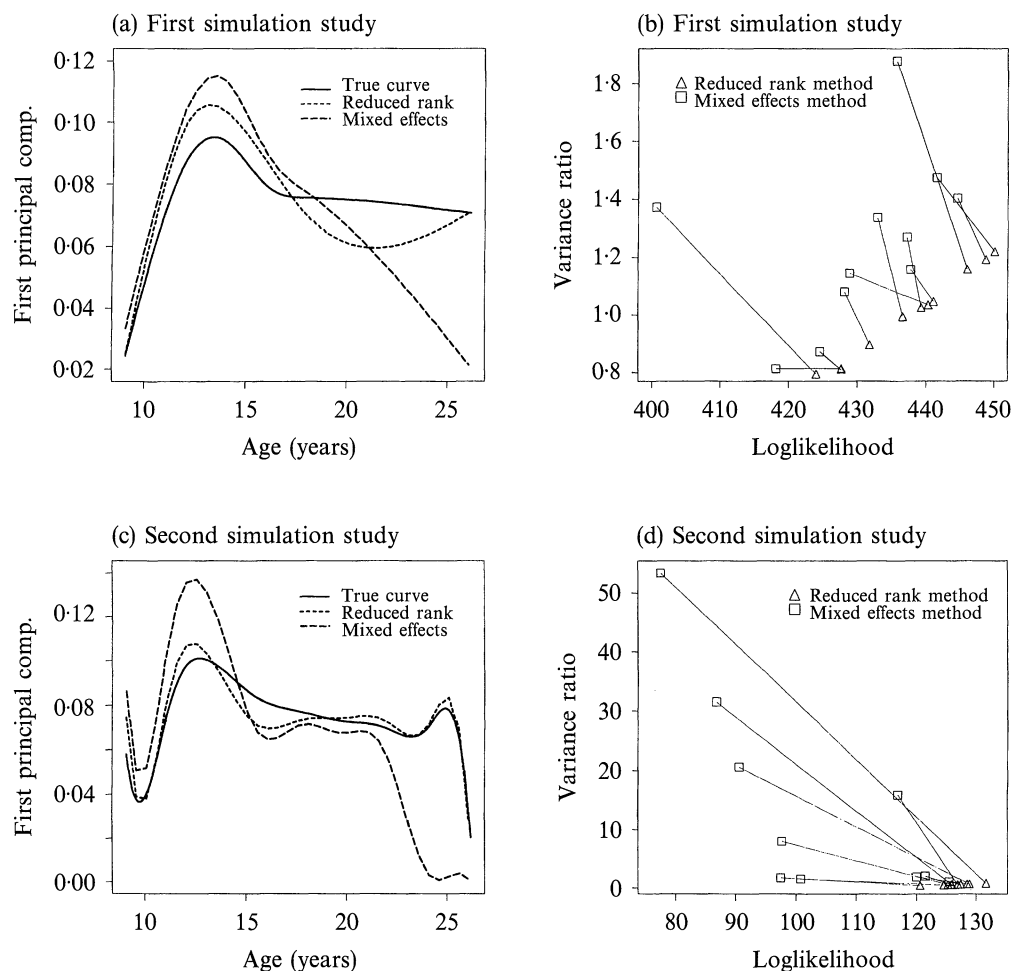 (a) First simulation study
First principal comp.
0·12
0·10
0·08
0·06
0·04
0·02
True curve
Reduced rank
Mixed effects
10 15 20 25
Age (years)
(b) First simulation study
Variance ratio
1·8
1·6
1·4
1·2
1·0
0·8
Reduced rank method
Mixed effects method
400 410 420 430 440 450
Loglikelihood
(c) Second simulation study
First principal comp.
0·12
0·08
0·04
0·00
True curve
Reduced rank
Mixed effects
10 15 20 25
Age (years)
(d) Second simulation study
Variance ratio
50
40
30
20
10
0
Reduced rank method
Mixed effects method
80 90 100 110 120 130
Loglikelihood